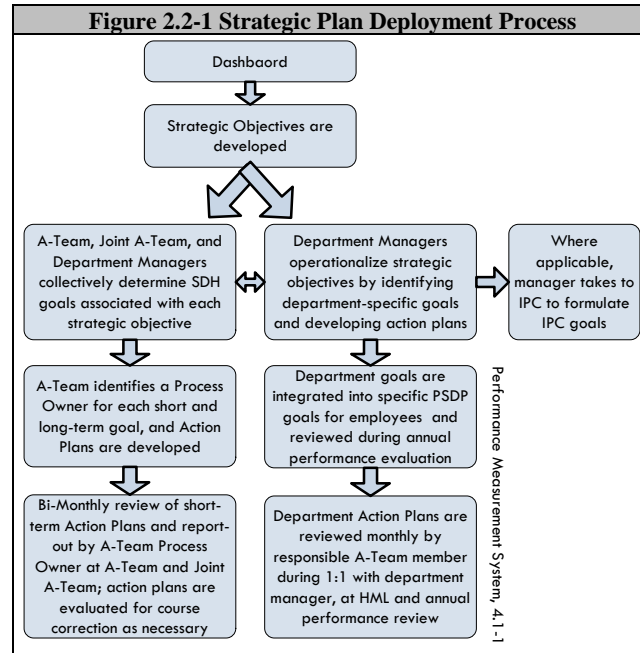 Figure 2.2-1 Strategic Plan Deployment Process
Dashbaord
Strategic Objectives are
developed
A-Team, Joint A-Team, and
Department Managers
collectively determine SDH
goals associated with each
strategic objective
Department Managers
operationalize strategic
objectives by identifying
department-specific goals
and developing action plans
Where
applicable,
manager takes to
IPC to formulate
IPC goals
A-Team identifies a Process
Owner for each short and
long-term goal, and Action
Plans are developed
Department goals are
integrated into specific PSDP
goals for employees and
reviewed during annual
performance evaluation
Bi-Monthly review of short-
term Action Plans and report-
out by A-Team Process
Owner at A-Team and Joint
A-Team; action plans are
evaluated for course
correction as necessary
Department Action Plans are
reviewed monthly by
responsible A-Team member
during 1:1 with department
manager, at HML and annual
performance review
Performance Measurement System, 4.1-1